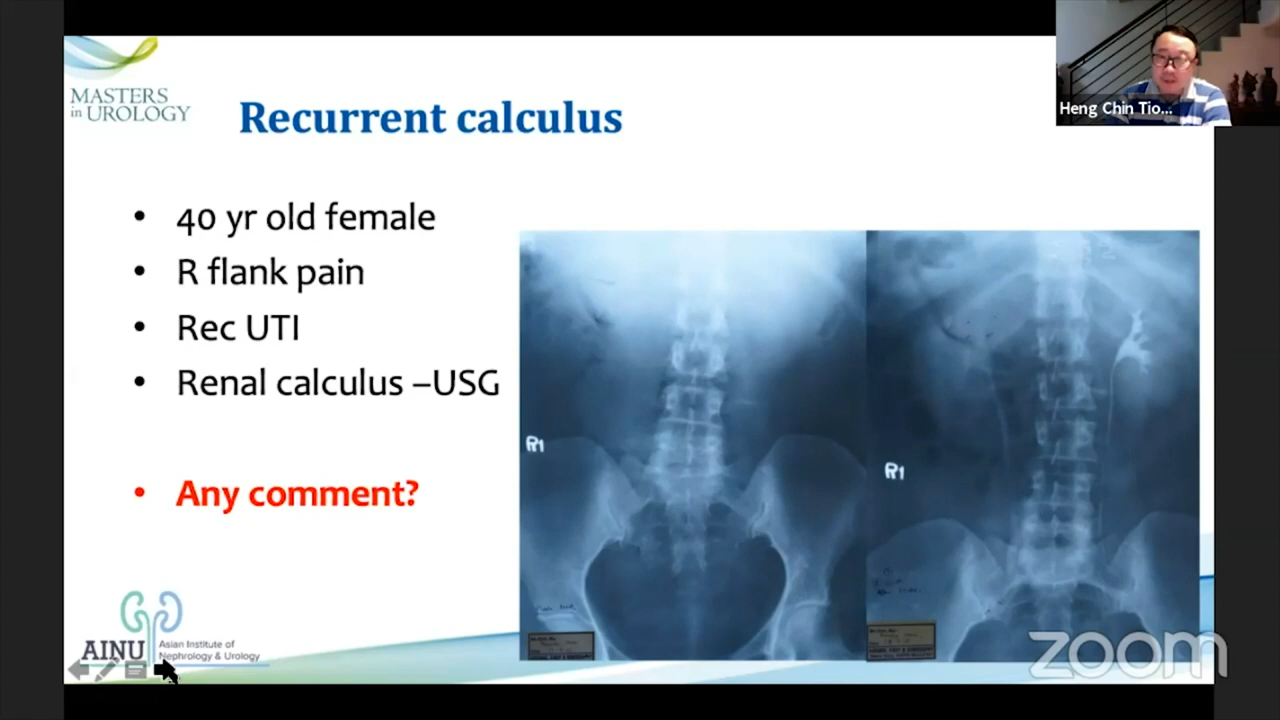 MASTERS
in UROLOGY
Recurrent calculus
Heng Chin Tio...
• 40 yr old female
• R flank pain
• Rec UTI
• Renal calculus –USG
• Any comment?
R1
R1
AINU
Asian Institute of
Nephrology & Urology
zoom